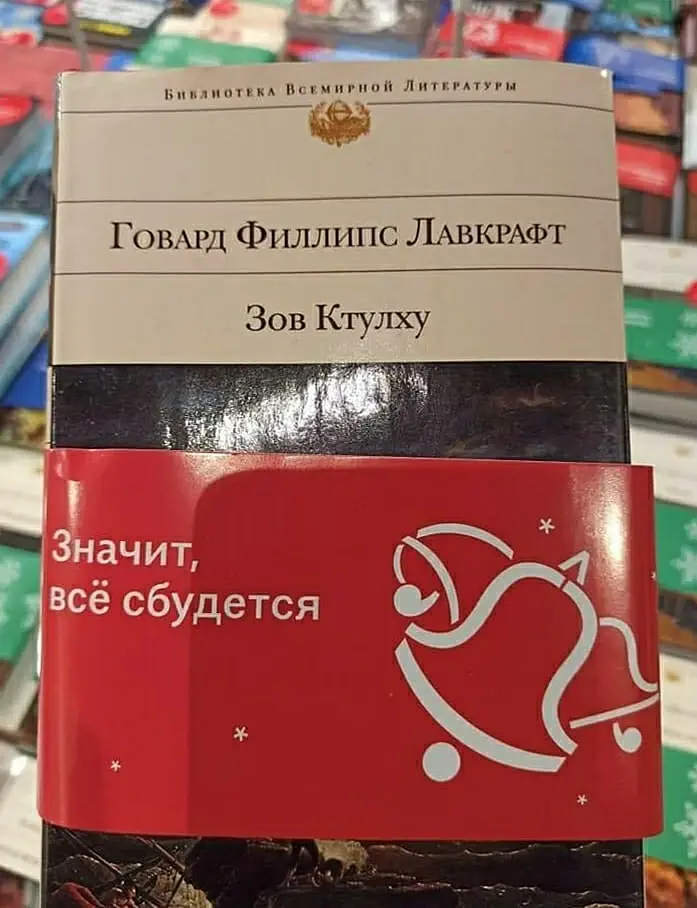 Библиотека Всемирной Литературы
Говард Филлипс Лавкрафт
Зов Ктулху
Значит,
всё сбудется